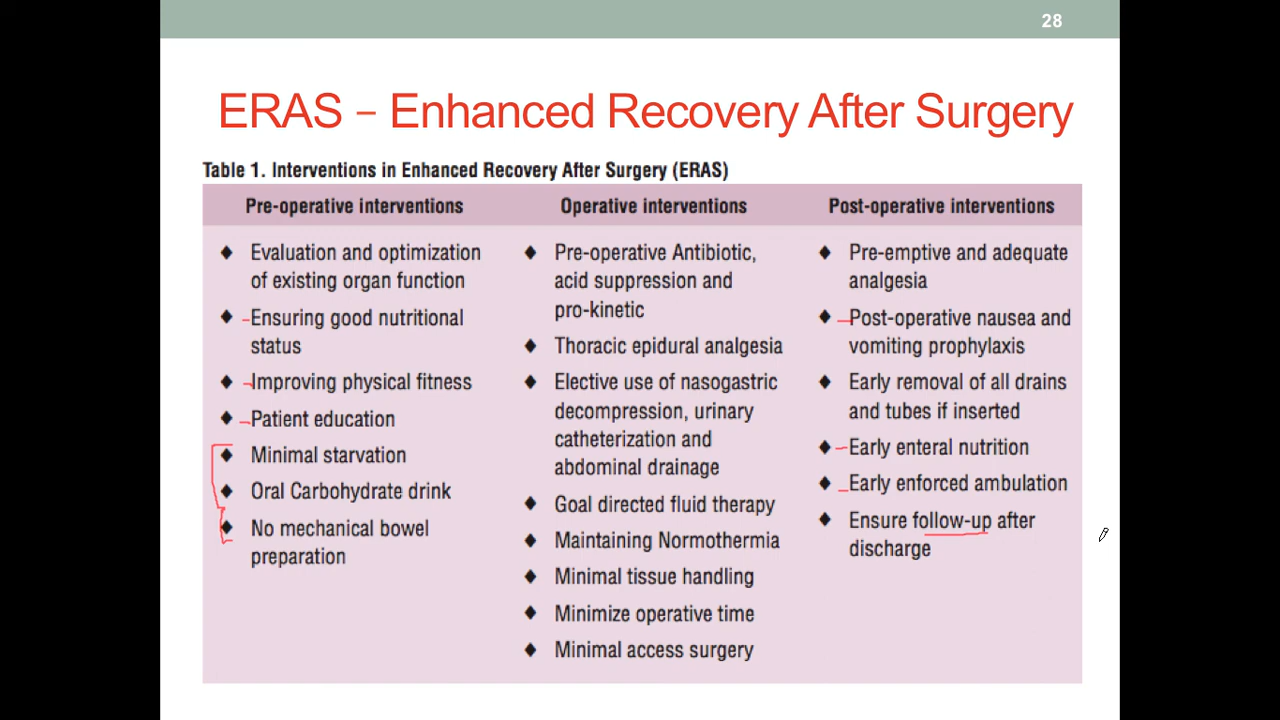 28
ERAS – Enhanced Recovery After Surgery
Table 1. Interventions in Enhanced Recovery After Surgery (ERAS)
Pre-operative interventions
♦ Evaluation and optimization
of existing organ function
♦ Ensuring good nutritional
status
♦ Improving physical fitness
♦ Patient education
♦ Minimal starvation
♦ Oral Carbohydrate drink
♦ No mechanical bowel
preparation
Operative interventions
♦ Pre-operative Antibiotic,
acid suppression and
pro-kinetic
♦ Thoracic epidural analgesia
♦ Elective use of nasogastric
decompression, urinary
catheterization and
abdominal drainage
♦ Goal directed fluid therapy
♦ Maintaining Normothermia
♦ Minimal tissue handling
♦ Minimize operative time
♦ Minimal access surgery
Post-operative interventions
♦ Pre-emptive and adequate
analgesia
♦ Post-operative nausea and
vomiting prophylaxis
♦ Early removal of all drains
and tubes if inserted
♦ Early enteral nutrition
♦ Early enforced ambulation
♦ Ensure follow-up after
discharge